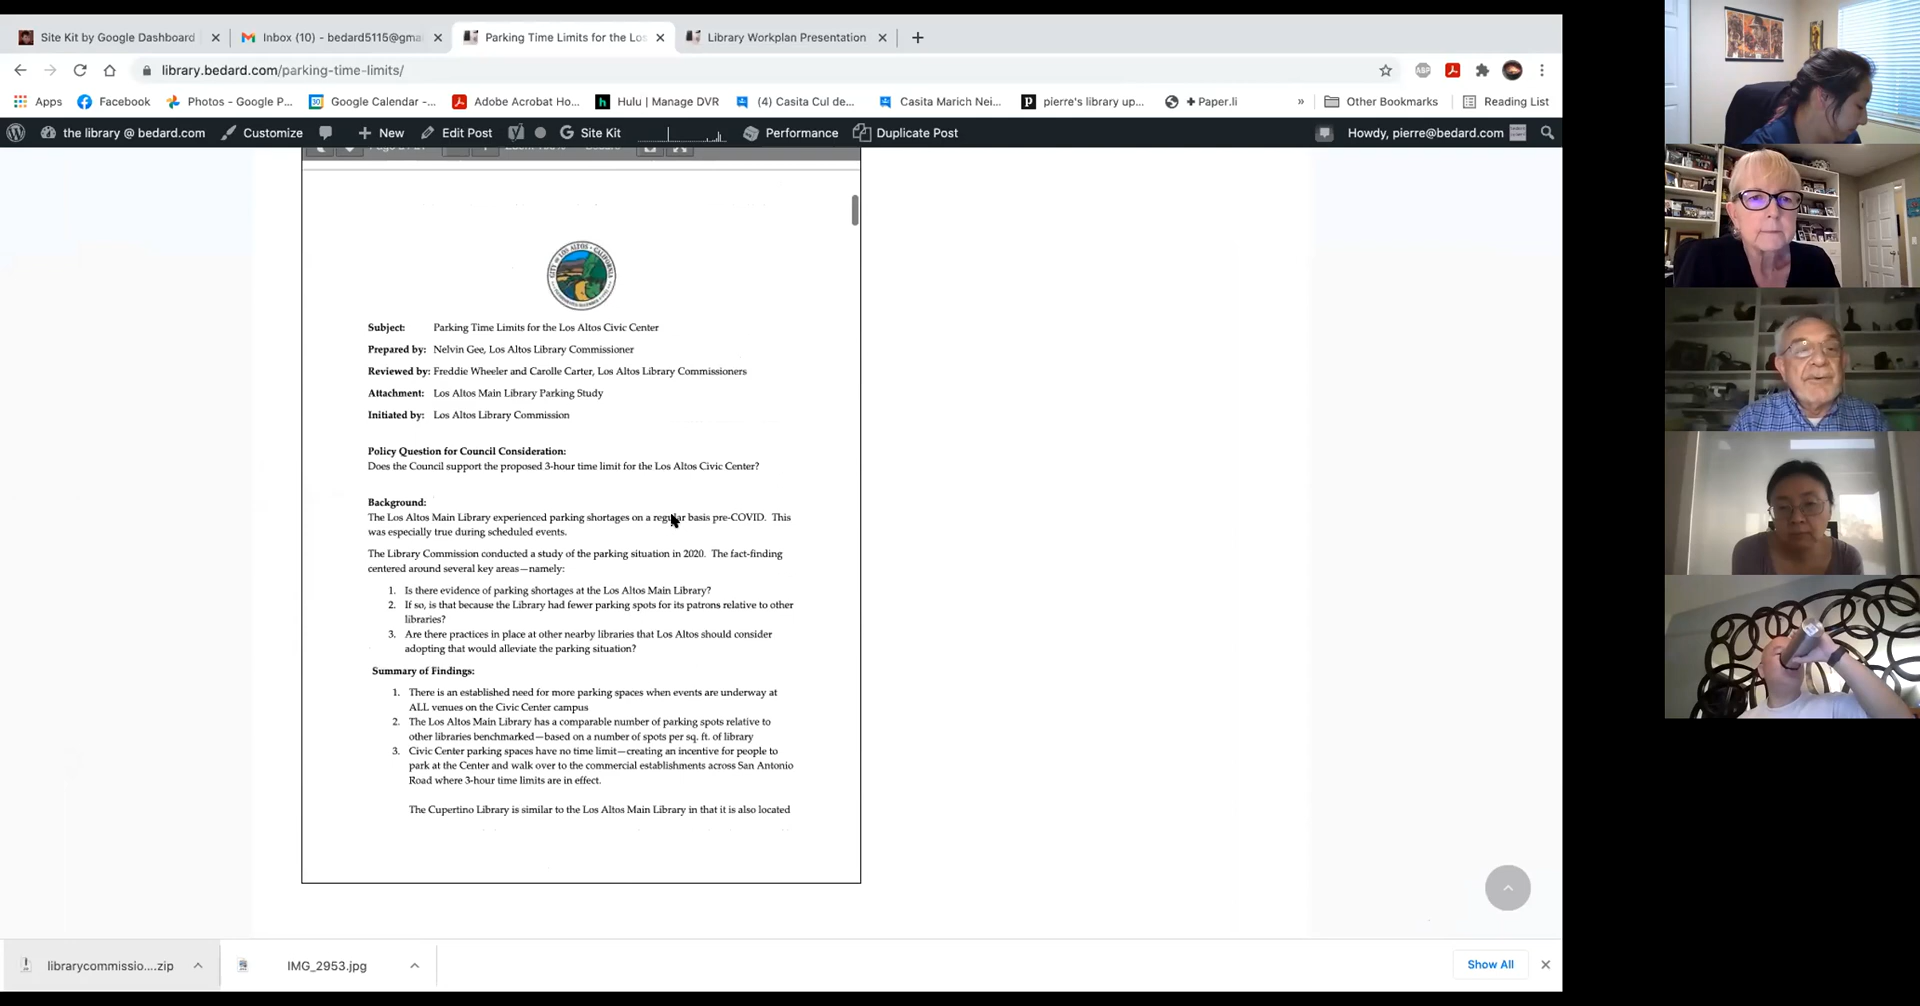 Site Kit by Google Dashboard
Inbox (10) - bedard5115@gma
Parking Time Limits for the Los
Library Workplan Presentation
library.bedard.com/parking-time-limits/
Apps
Facebook
Photos - Google P...
Google Calendar -...
Adobe Acrobat Ho...
Hulu | Manage DVR
(4) Casita Cul de...
Casita Marich Nei...
pierre's library up...
+ Paper.li
»
Other Bookmarks
Reading List
the library @ bedard.com
Customize
New
Edit Post
Site Kit
Performance
Duplicate Post
Howdy, pierre@bedard.com
CITY OF LOS ALTOS CALIFORNIA
Subject: Parking Time Limits for the Los Altos Civic Center
Prepared by: Nelvin Gee, Los Altos Library Commissioner
Reviewed by: Freddie Wheeler and Carolle Carter, Los Altos Library Commissioners
Attachment: Los Altos Main Library Parking Study
Initiated by: Los Altos Library Commission
Policy Question for Council Consideration:
Does the Council support the proposed 3-hour time limit for the Los Altos Civic Center?
Background:
The Los Altos Main Library experienced parking shortages on a regular basis pre-COVID. This
was especially true during scheduled events.
The Library Commission conducted a study of the parking situation in 2020. The fact-finding
centered around several key areas—namely:
1. Is there evidence of parking shortages at the Los Altos Main Library?
2. If so, is that because the Library had fewer parking spots for its patrons relative to other
libraries?
3. Are there practices in place at other nearby libraries that Los Altos should consider
adopting that would alleviate the parking situation?
Summary of Findings:
1. There is an established need for more parking spaces when events are underway at
ALL venues on the Civic Center campus
2. The Los Altos Main Library has a comparable number of parking spots relative to
other libraries benchmarked—based on a number of spots per sq. ft. of library
3. Civic Center parking spaces have no time limit—creating an incentive for people to
park at the Center and walk over to the commercial establishments across San Antonio
Road where 3-hour time limits are in effect.
The Cupertino Library is similar to the Los Altos Main Library in that it is also located
librarycommissio....zip
IMG_2953.jpg
Show All